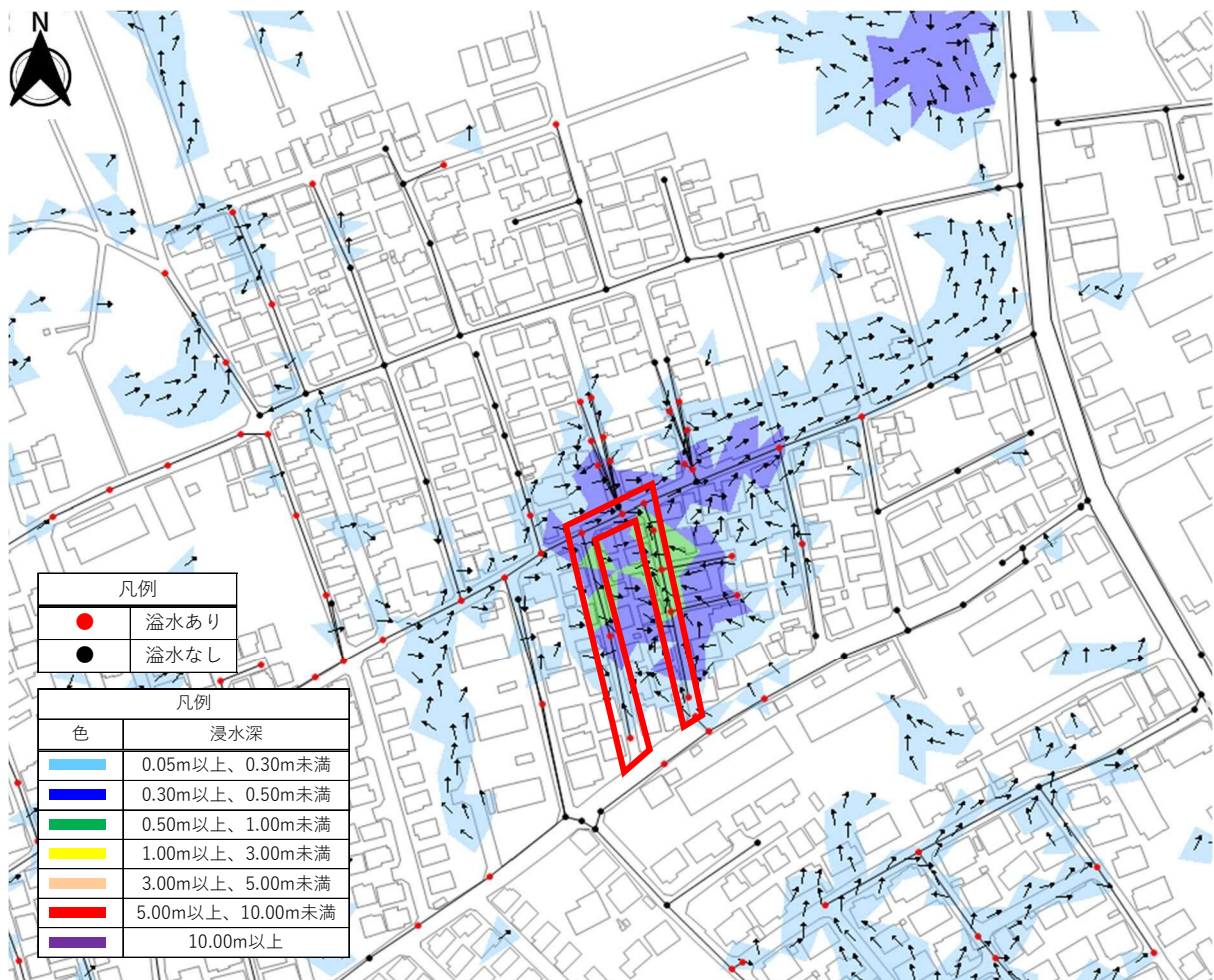 N
凡例
溢水あり
溢水なし
凡例
色 浸水深
0.05m以上、0.30m未満
0.30m以上、0.50m未満
0.50m以上、1.00m未満
1.00m以上、3.00m未満
3.00m以上、5.00m未満
5.00m以上、10.00m未満
10.00m以上